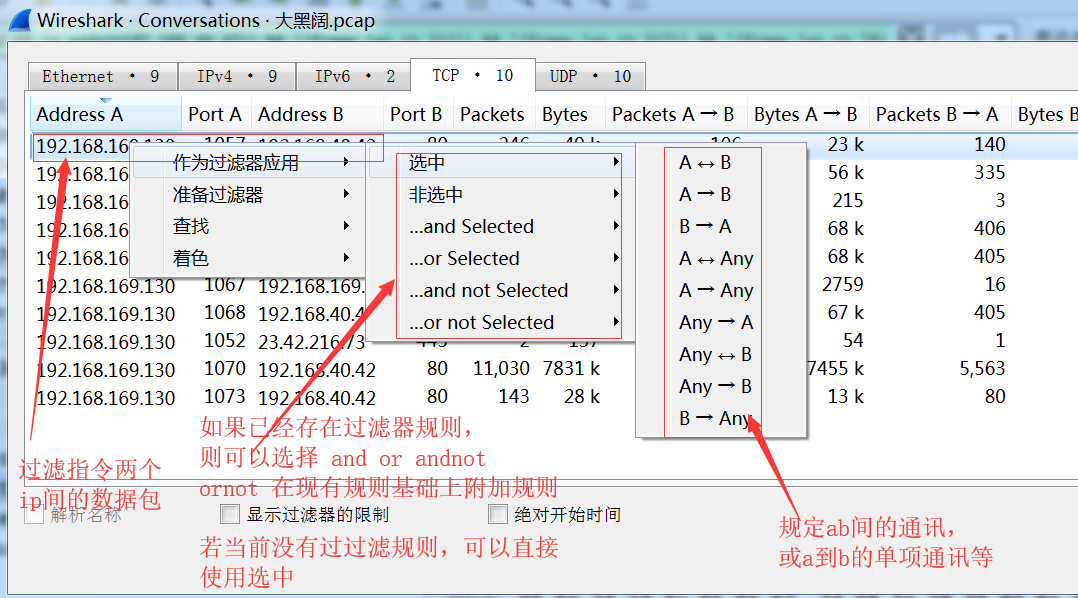 Wireshark · Conversations · 大黑阔.pcap
Ethernet · 9 IPv4 · 9 IPv6 · 2 TCP · 10 UDP · 10
Address A Port A Address B Port B Packets Bytes Packets A → B Bytes A → B Packets B → A Bytes B
192.168.169 1057 192.168.40.42 80 246 49 k 106 23 k 140
192.168.16 56 k 335
192.168.16 215 3
192.168.16 68 k 406
192.168.16 68 k 405
192.168.169.130 1067 192.168.169. 2759 16
192.168.169.130 1068 192.168.40.4 67 k 405
192.168.169.130 1052 23.42.216.73 443 2 157 54 1
192.168.169.130 1070 192.168.40.42 80 11,030 7831 k 7455 k 5,563
192.168.169.130 1073 192.168.40.42 80 143 28 k 13 k 80
作为过滤器应用
准备过滤器
查找
着色
选中
非选中
...and Selected
...or Selected
...and not Selected
...or not Selected
A ↔ B
A → B
B → A
A ↔ Any
A → Any
Any → A
Any ↔ B
Any → B
B → Any
过滤指令两个
ip间的数据包
如果已经存在过滤器规则，
则可以选择 and or andnot
ornot 在现有规则基础上附加规则
解析名称 显示过滤器的限制 绝对开始时间
若当前没有过过滤规则，可以直接
使用选中
规定ab间的通讯，
或a到b的单项通讯等